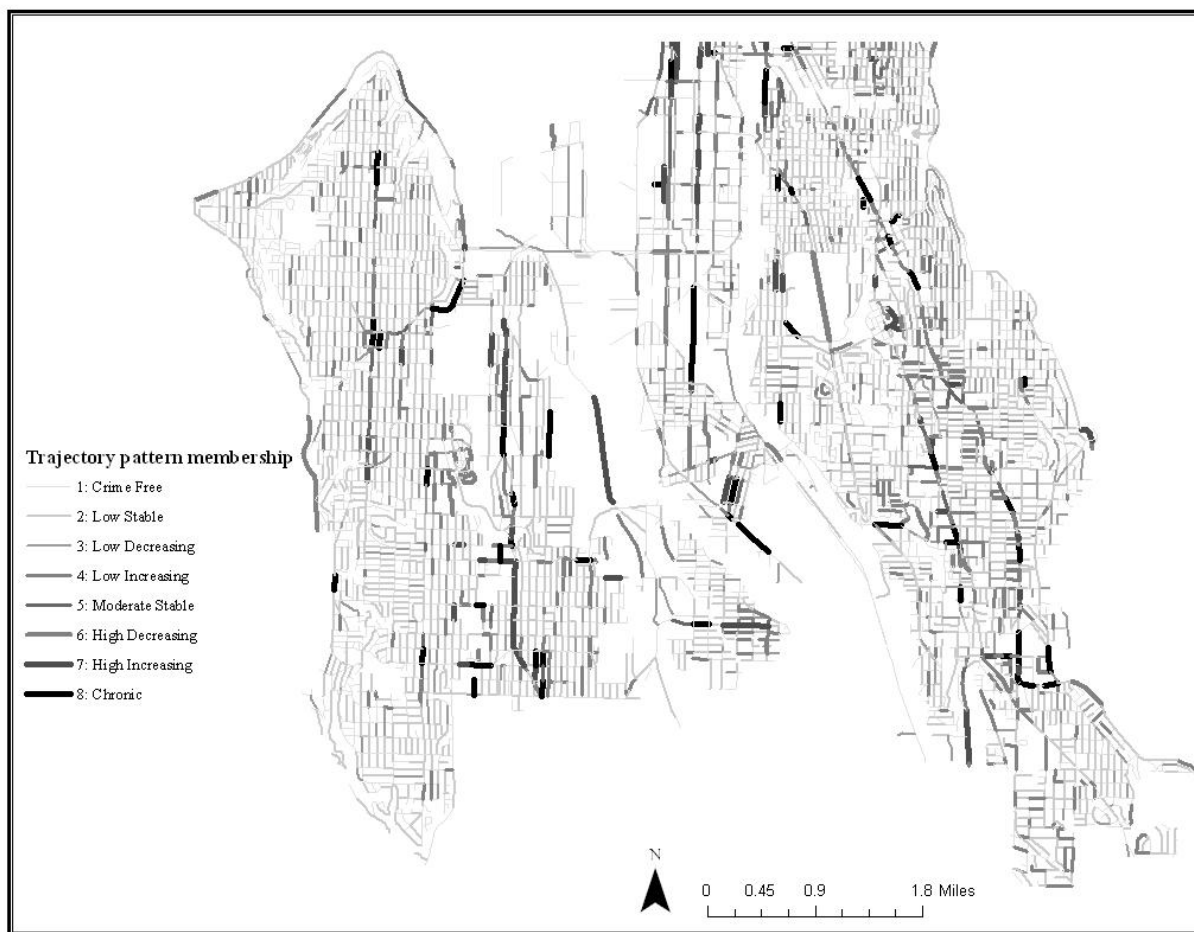 Trajectory pattern membership
1: Crime Free
2: Low Stable
3: Low Decreasing
4: Low Increasing
5: Moderate Stable
6: High Decreasing
7: High Increasing
8: Chronic
N
0 0.45 0.9 1.8 Miles